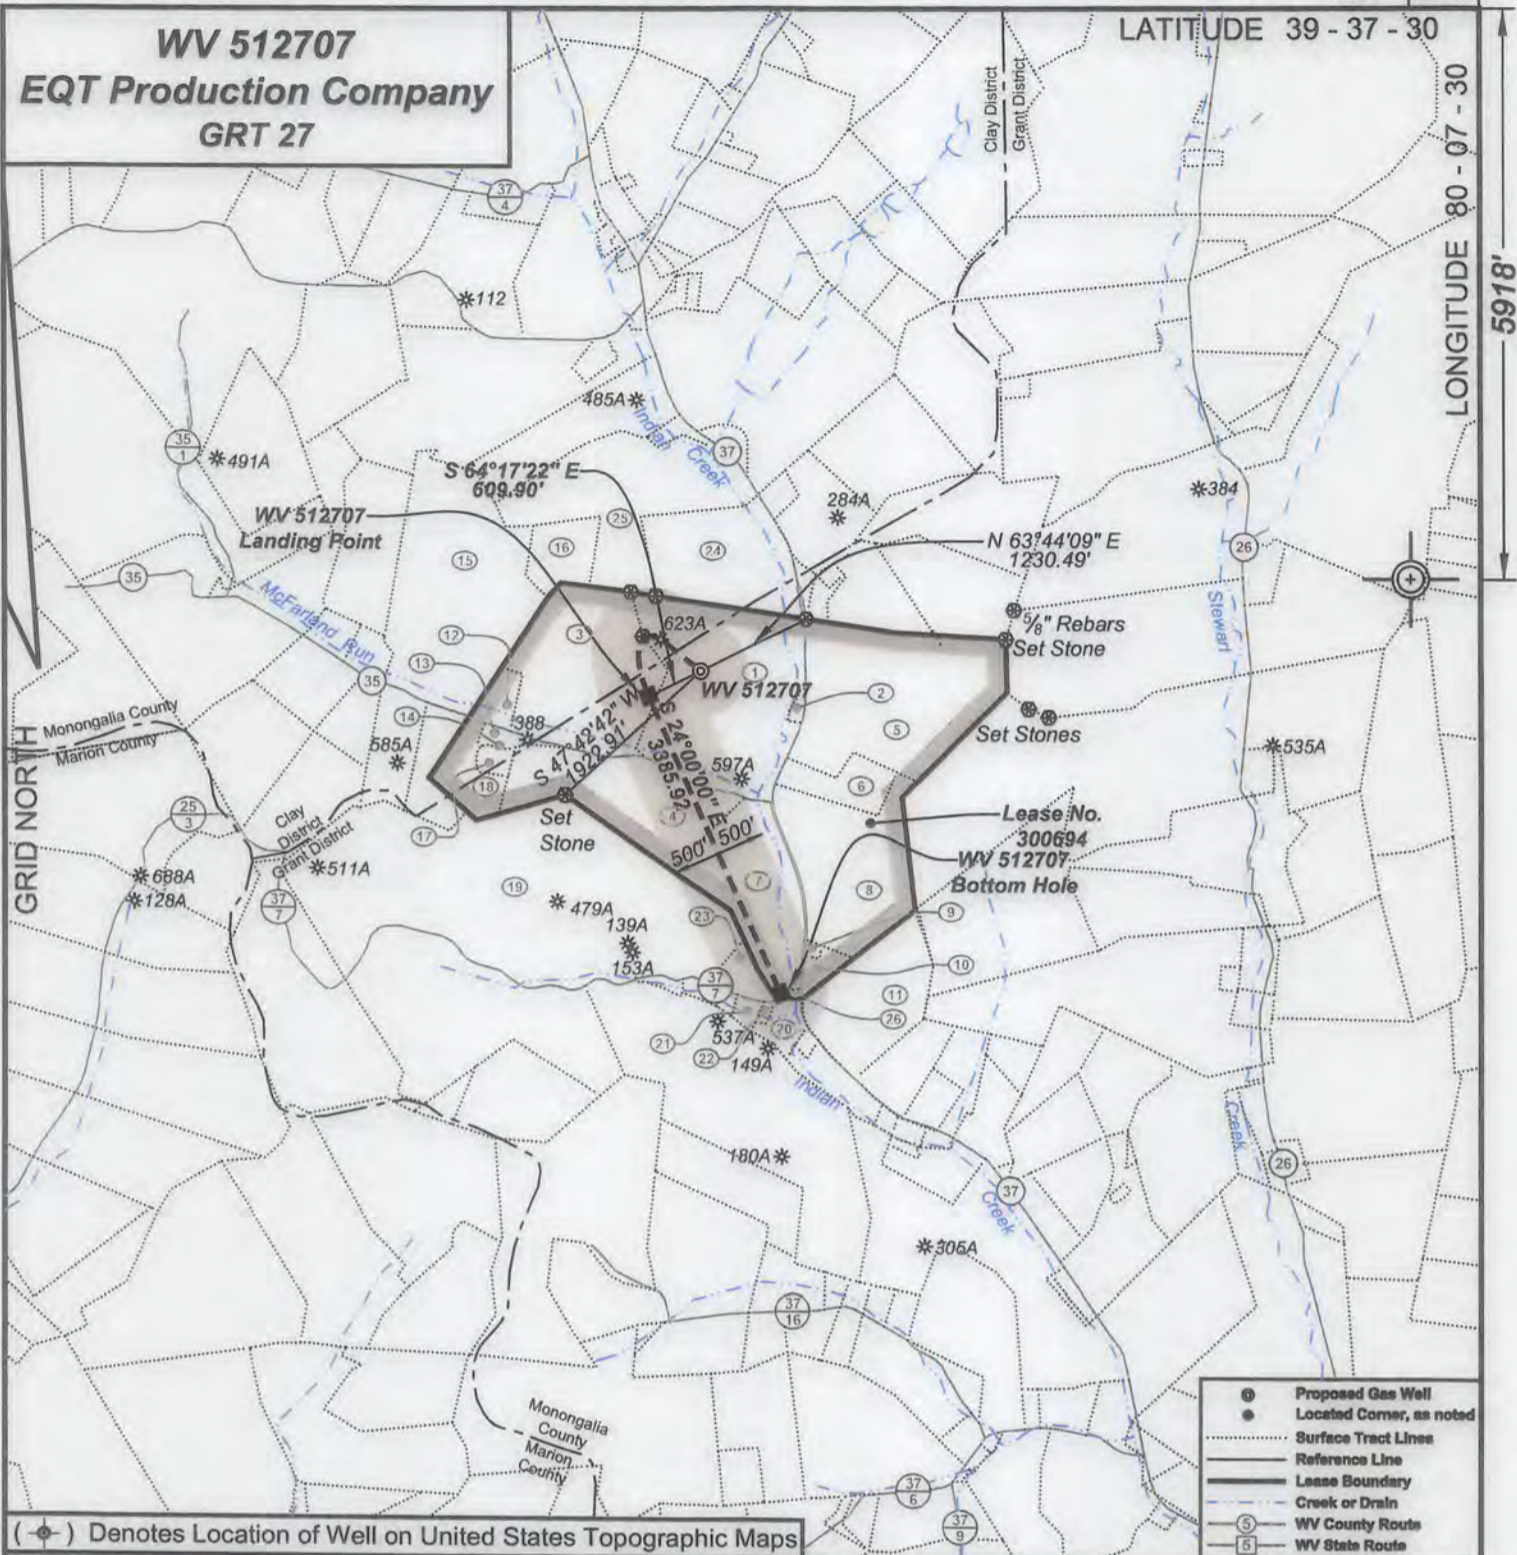 WV 512707
EQT Production Company
GRT 27
LATITUDE 39 - 37 - 30
LONGITUDE 80 - 07 - 30
5918'
Clay District
Grant District
37
4
112
485A
Indian
Creek
37
35
1
491A
S 64°17'22" E
609.90'
WV 512707
Landing Point
284A
384
N 63°44'09" E
1230.49'
26
25
24
16
15
35
McFarland Run
12
13
35
3
623A
5/8" Rebars
Set Stone
Stewart
WV 512707
1
2
5
Set Stones
535A
Monongalia County
Marion County
GRID NORTH
14
388
585A
S 47°42'42" W
1922.91'
S 24°00'00" E
3385.92'
597A
6
18
17
Set
Stone
4
500'
500'
Lease No.
300694
WV 512707
Bottom Hole
25
3
Clay
District
Grant District
511A
688A
128A
37
7
19
479A
139A
153A
7
8
23
9
10
11
26
37
7
21
537A
22
20
149A
Indian
180A
Creek
26
37
Creek
305A
37
16
Monongalia
County
Marion
County
37
6
37
9
Proposed Gas Well
Located Corner, as noted
Surface Tract Lines
Reference Line
Lease Boundary
Creek or Drain
5 WV County Route
5 WV State Route
( ) Denotes Location of Well on United States Topographic Maps